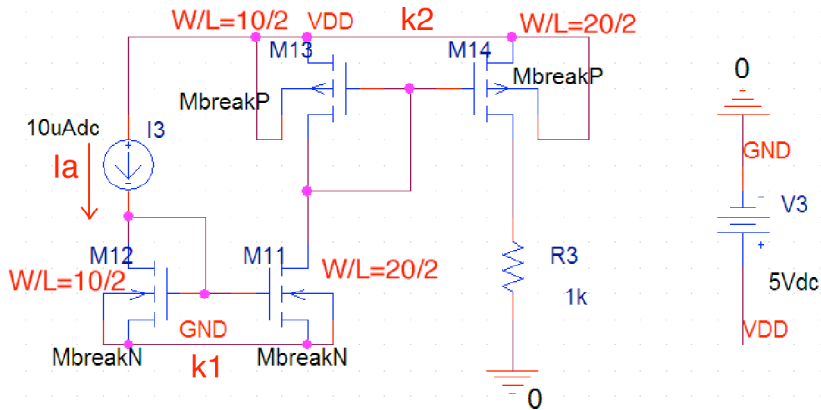 W/L=10/2 VDD k2 W/L=20/2
M13 M14
MbreakP MbreakP
0
10uAdc I3
GND
Ia
V3
M12 M11
R3
W/L=10/2 W/L=20/2
1k
5Vdc
GND VDD
MbreakN MbreakN
k1
0